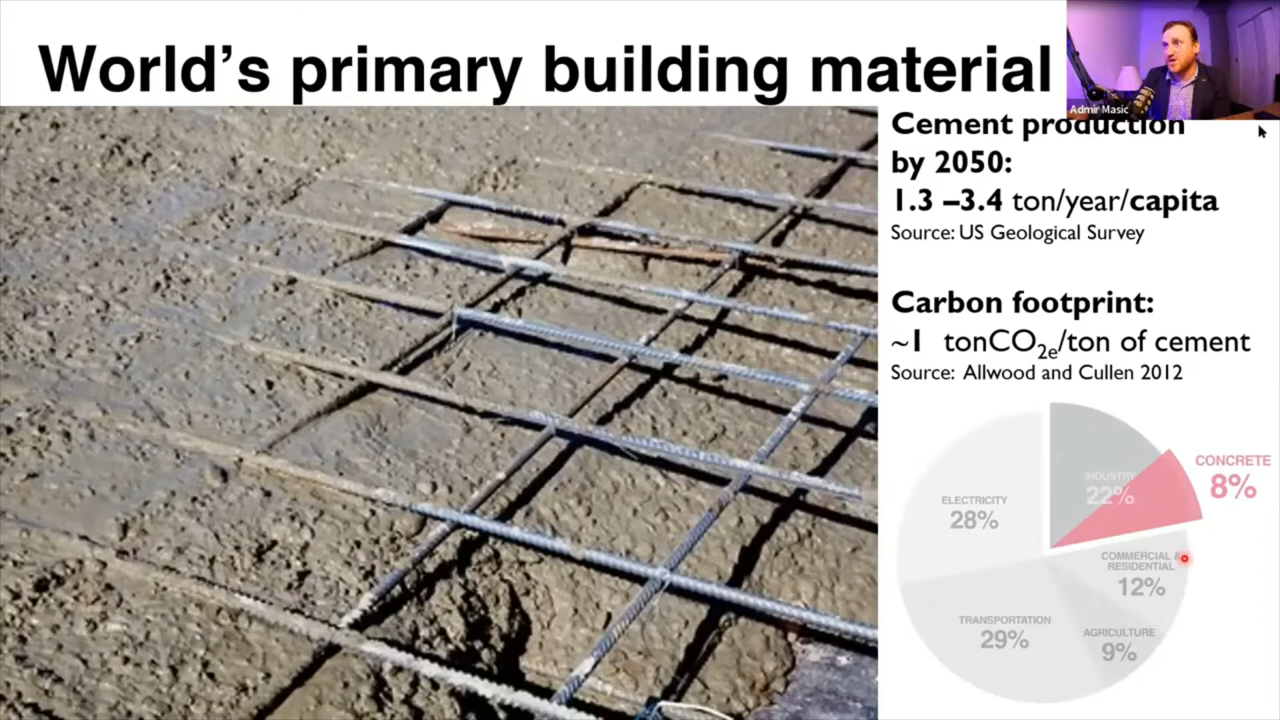 World's primary building material
Admir Masic
Cement production
by 2050:
1.3 –3.4 ton/year/capita
Source: US Geological Survey
Carbon footprint:
~1 tonCO2e/ton of cement
Source: Allwood and Cullen 2012
INDUSTRY
22%
CONCRETE
8%
ELECTRICITY
28%
COMMERCIAL &
RESIDENTIAL
12%
TRANSPORTATION
29%
AGRICULTURE
9%